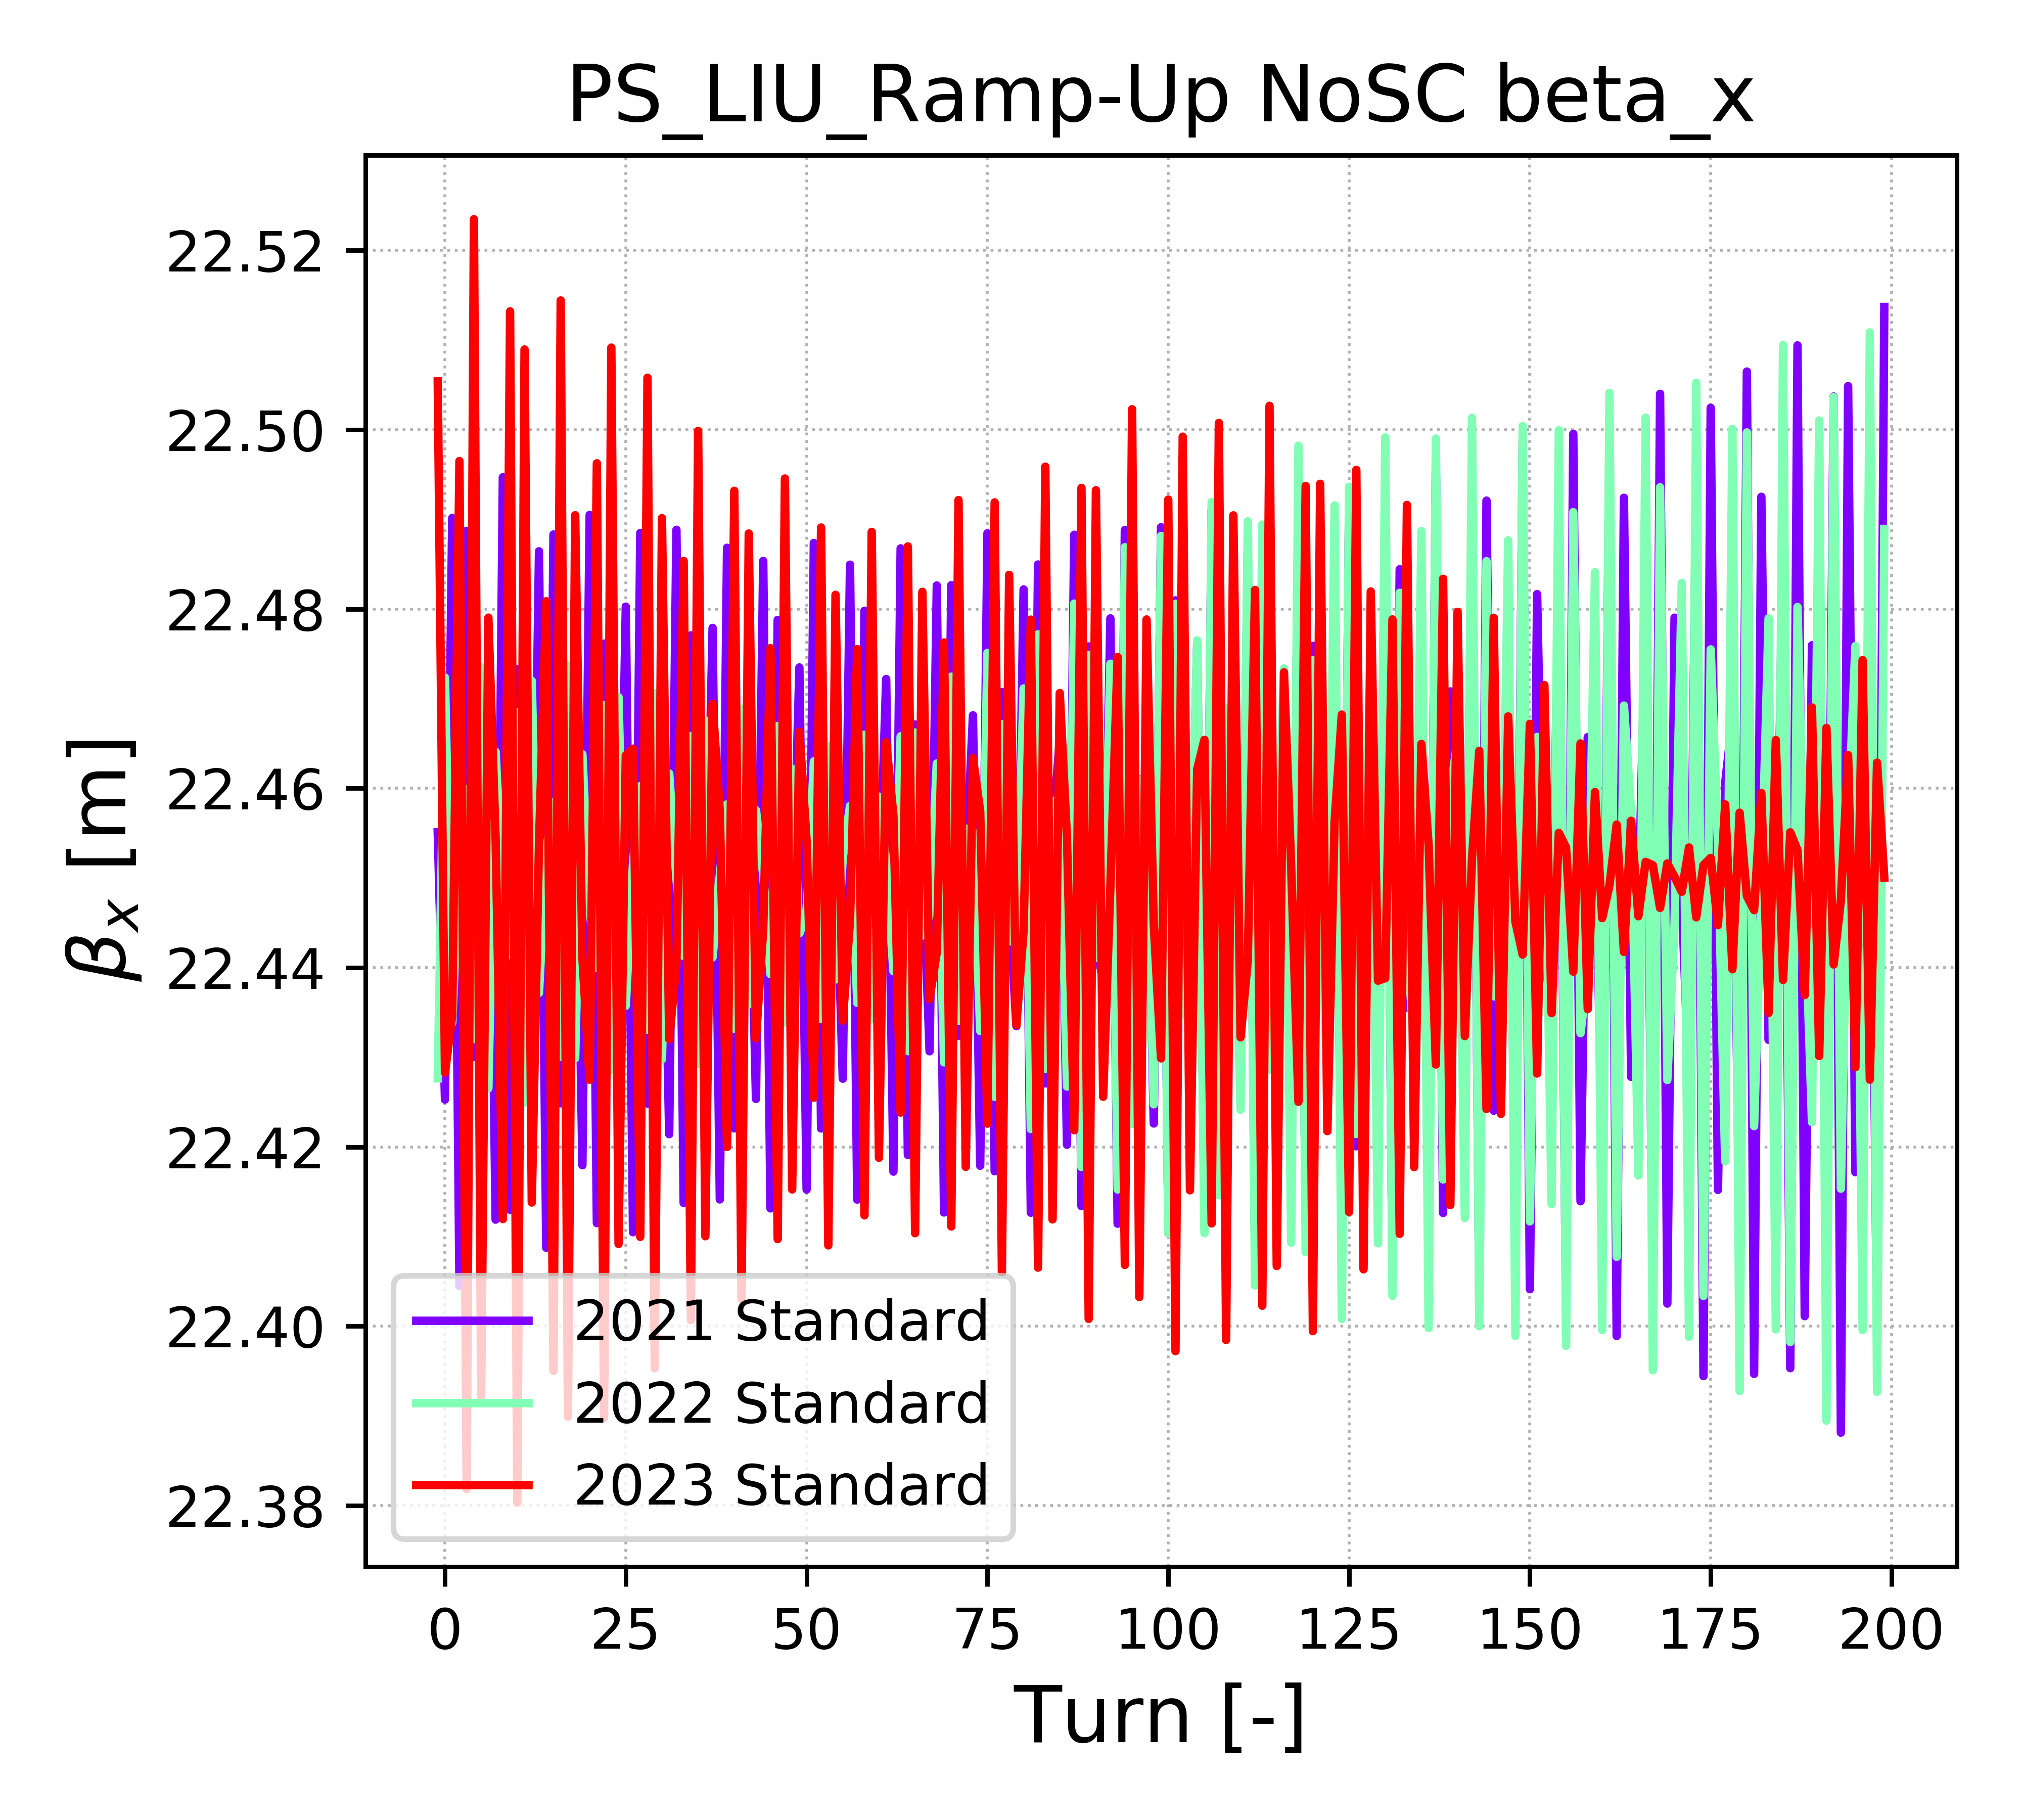 PS_LIU_Ramp-Up NoSC beta_x
22.52
22.50
22.48
22.46
22.44
22.42
22.40
22.38
βx [m]
2021 Standard
2022 Standard
2023 Standard
0 25 50 75 100 125 150 175 200
Turn [-]